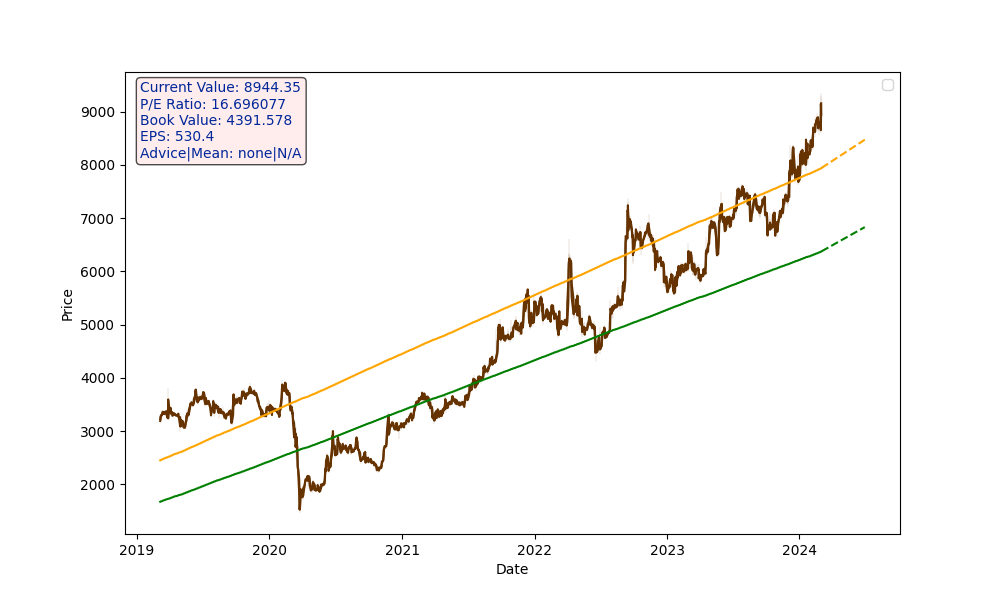 Current Value: 8944.35
P/E Ratio: 16.696077
Book Value: 4391.578
EPS: 530.4
Advice|Mean: none|N/A
9000
8000
7000
6000
5000
4000
3000
2000
Price
2019
2020
2021
2022
2023
2024
Date